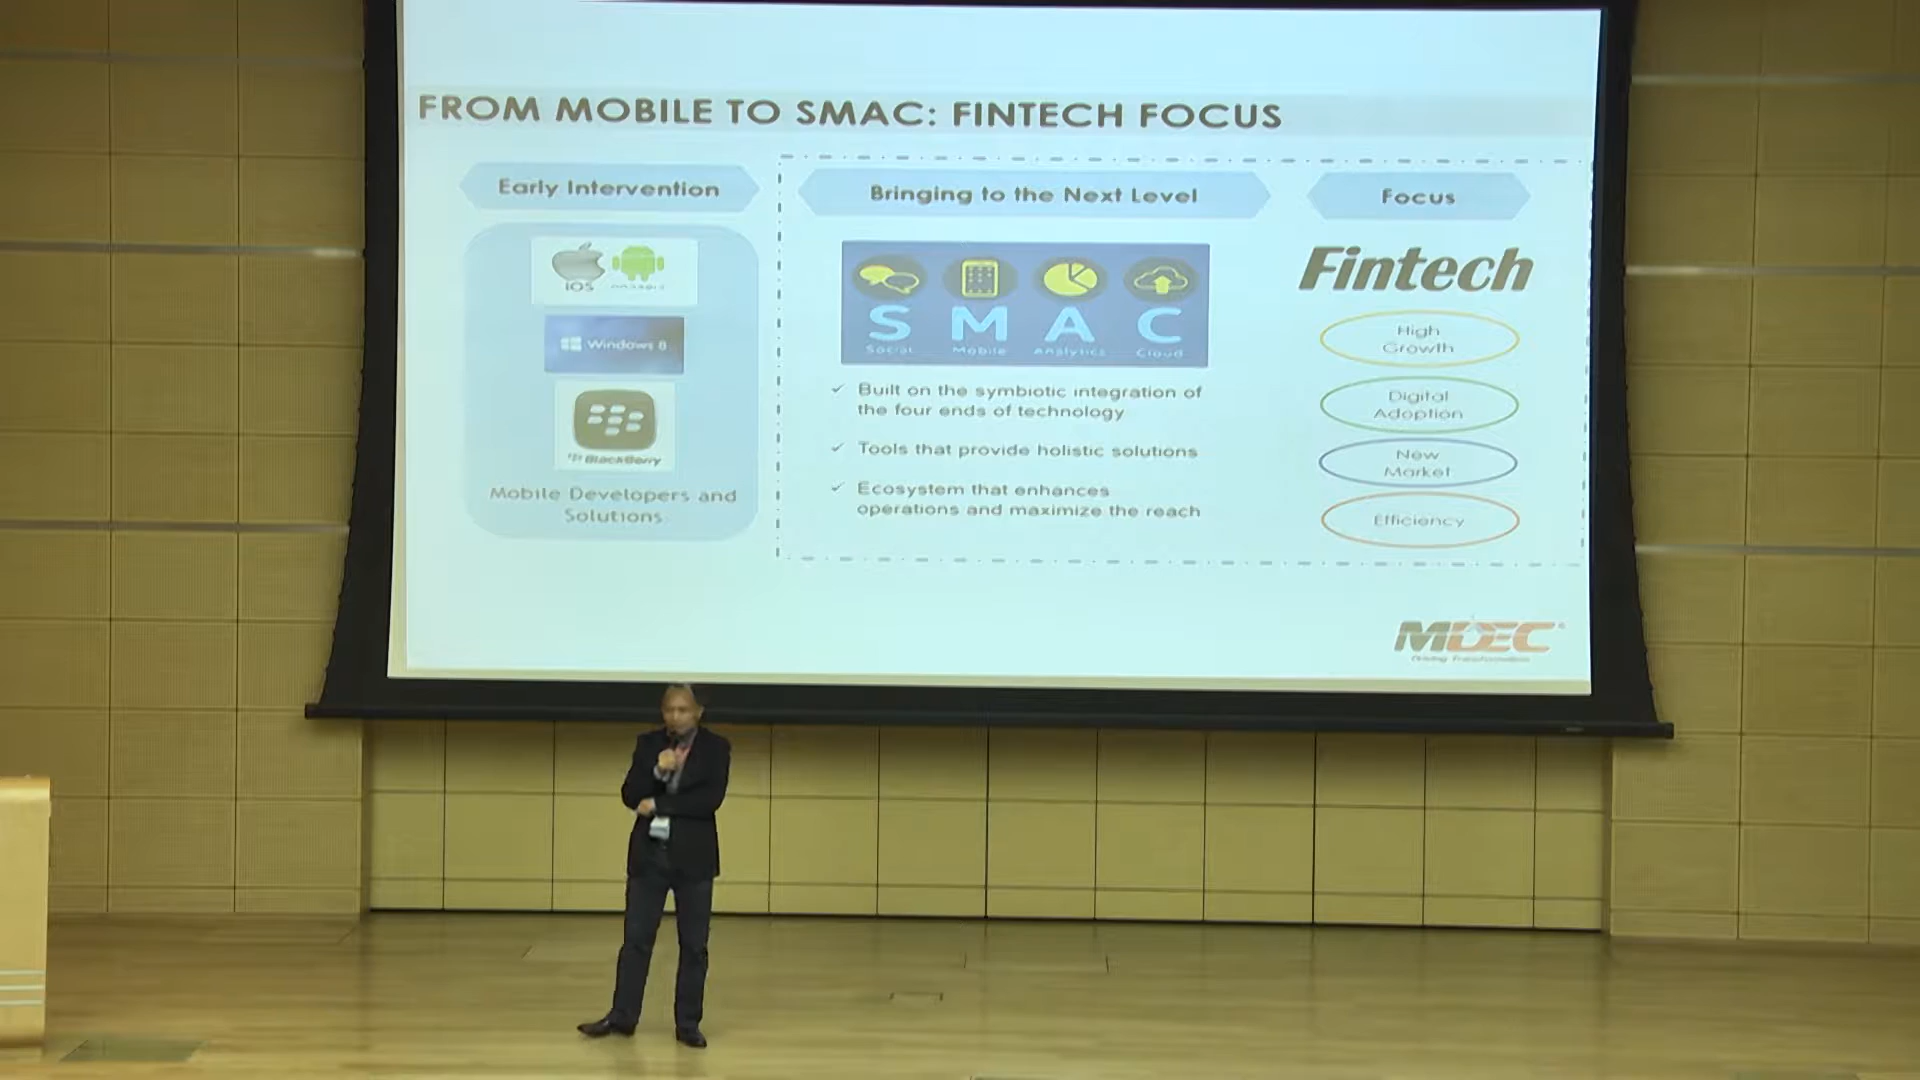 FROM MOBILE TO SMAC: FINTECH FOCUS
Early Intervention
iOS
ANDROID
Windows 8
BlackBerry
Mobile Developers and
Solutions
Bringing to the Next Level
S M A C
Social Mobile Analytics Cloud
✓ Built on the symbiotic integration of
the four ends of technology
✓ Tools that provide holistic solutions
✓ Ecosystem that enhances
operations and maximize the reach
Focus
Fintech
High
Growth
Digital
Adoption
New
Market
Efficiency
MDEC
Driving Transformation